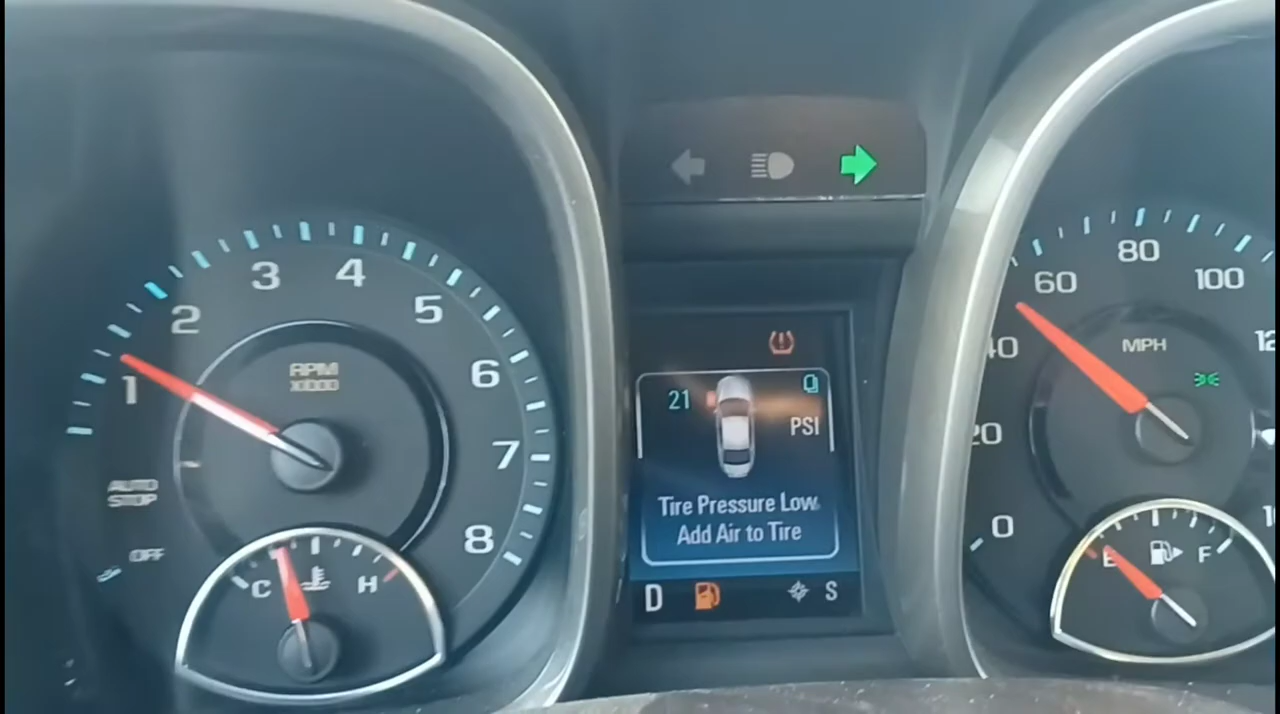 1
2
3
4
5
6
7
8
RPM
X1000
AUTO
STOP
OFF
C
H
21
PSI
Tire Pressure Low
Add Air to Tire
D
S
0
20
40
60
80
100
MPH
E
F